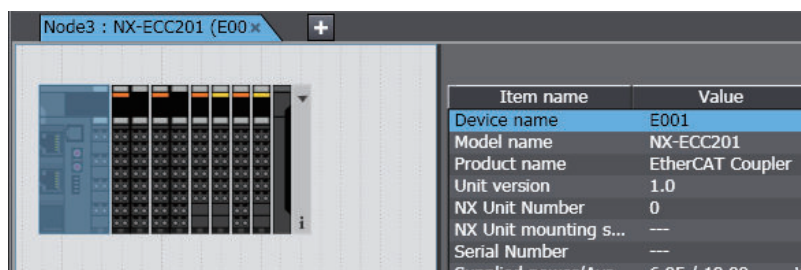 Node3 : NX-ECC201 (E00
Item name Value
Device name E001
Model name NX-ECC201
Product name EtherCAT Coupler
Unit version 1.0
NX Unit Number 0
NX Unit mounting s... ---
Serial Number ---